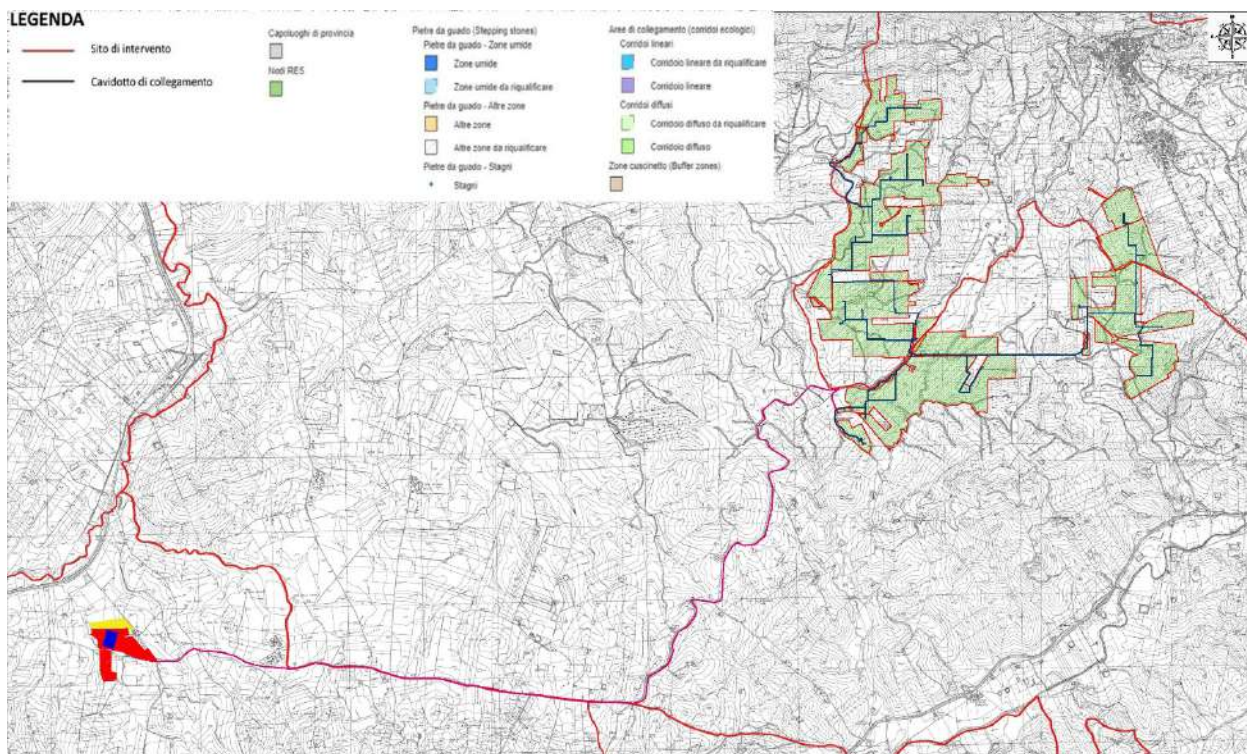 LEGENDA
Sito di intervento
Cavidotto di collegamento
Capoluoghi di provincia
Nodi RES
Pietre da guado (Stepping stones)
Pietre da guado - Zone umide
Zone umide
Zone umide da riqualificare
Pietre da guado - Altre zone
Altre zone
Altre zone da riqualificare
Pietre da guado - Stagni
Stagni
Aree di collegamento (corridoi ecologici)
Corridoi lineari
Corridoio lineare da riqualificare
Corridoio lineare
Corridoi diffusi
Corridoio diffuso da riqualificare
Corridoio diffuso
Zone cuscinetto (Buffer zones)